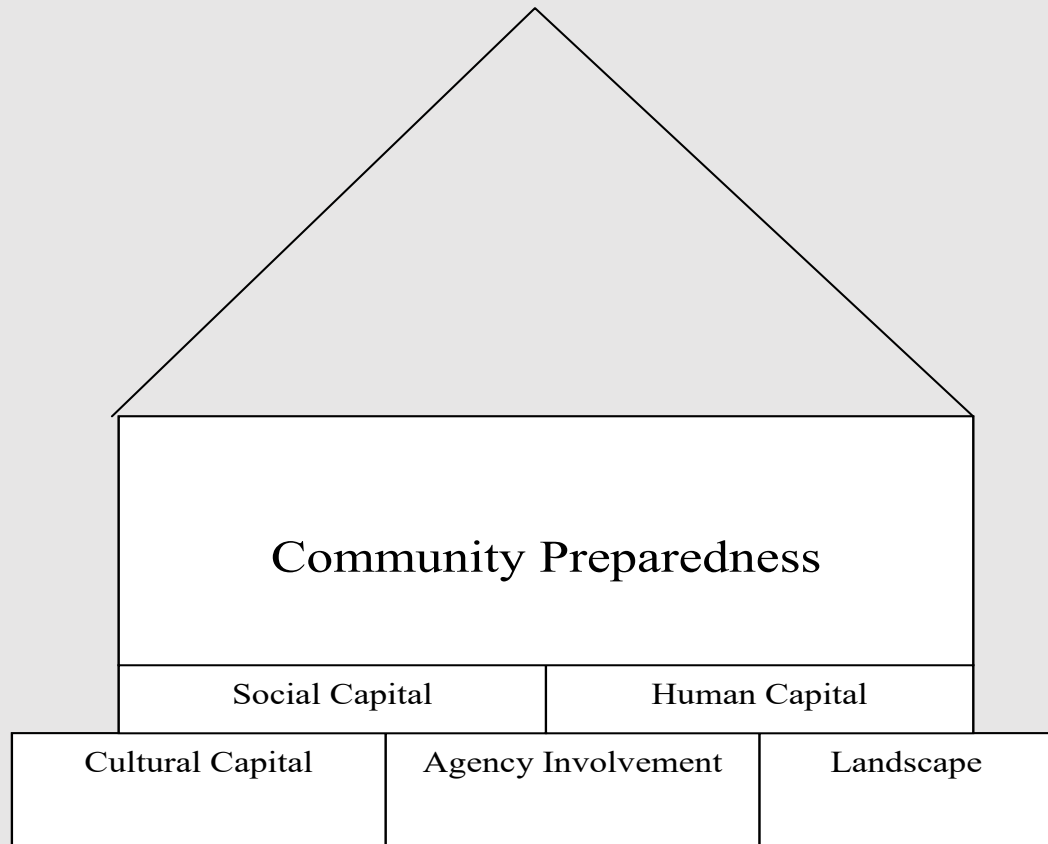 Community Preparedness
Social Capital
Human Capital
Cultural Capital
Agency Involvement
Landscape